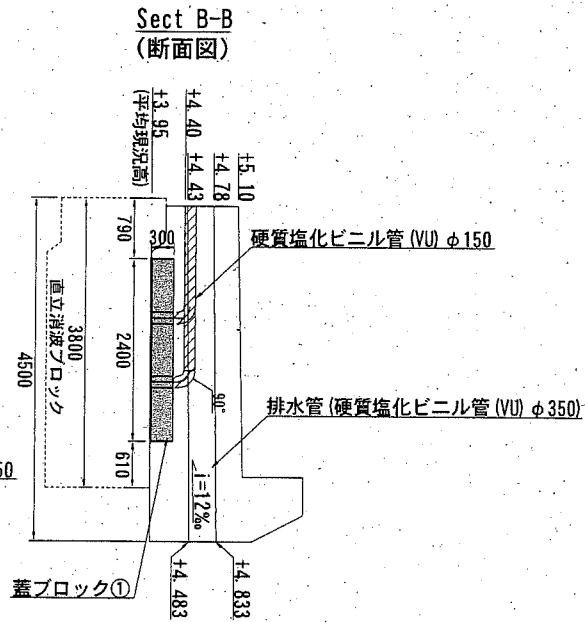 Sect B-B
(断面図)
+3.95
(平均現況高)
+4.40
+4.43
+4.78
+5.10
790
300
硬質塩化ビニル管(VU)φ150
直立消波ブロック
3800
4500
2400
90°
排水管(硬質塩化ビニル管(VU)φ350)
610
i=12‰
50
蓋ブロック①
+4.483
+4.833